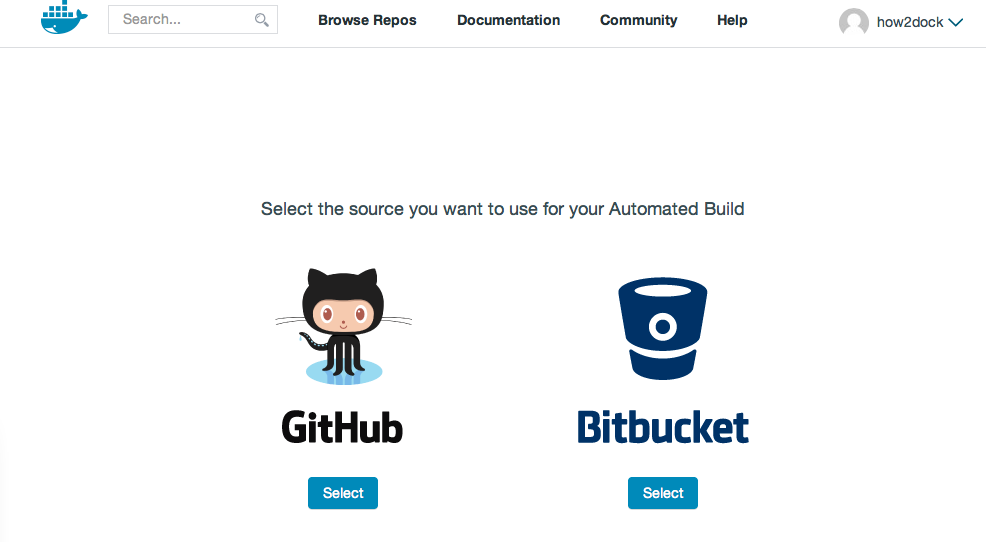 Search... Browse Repos Documentation Community Help how2dock
Select the source you want to use for your Automated Build
GitHub Bitbucket
Select Select